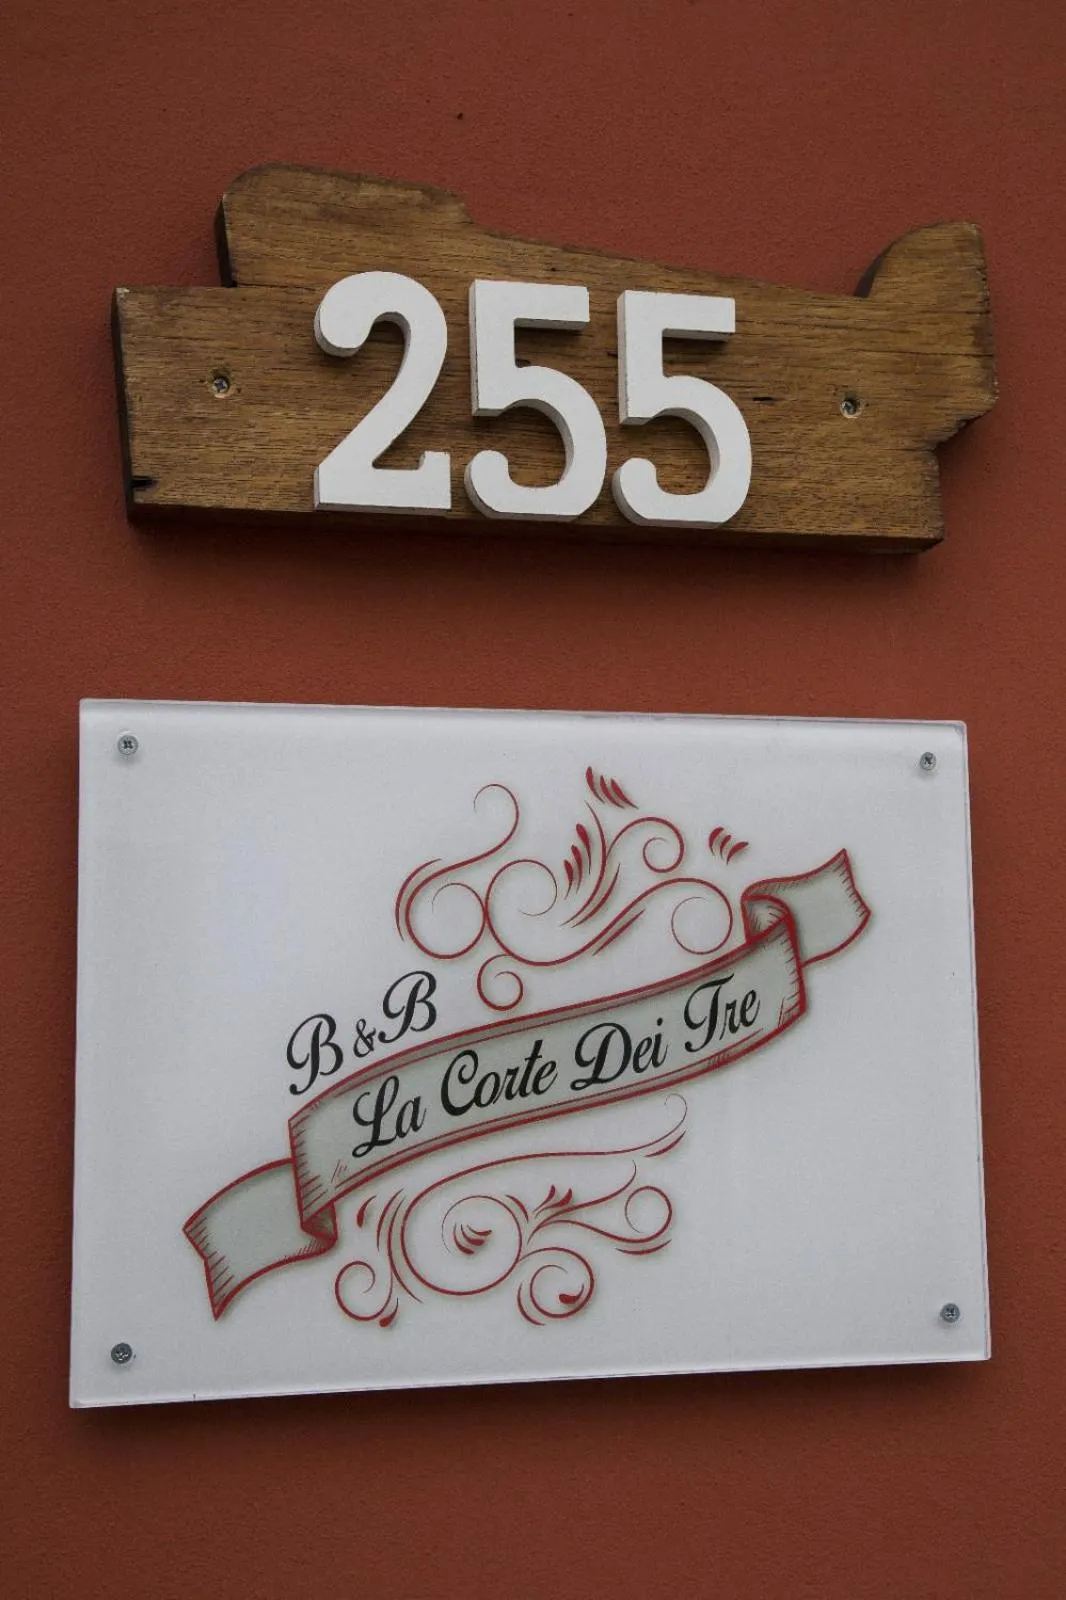 255
B&B
La Corte Dei Tre